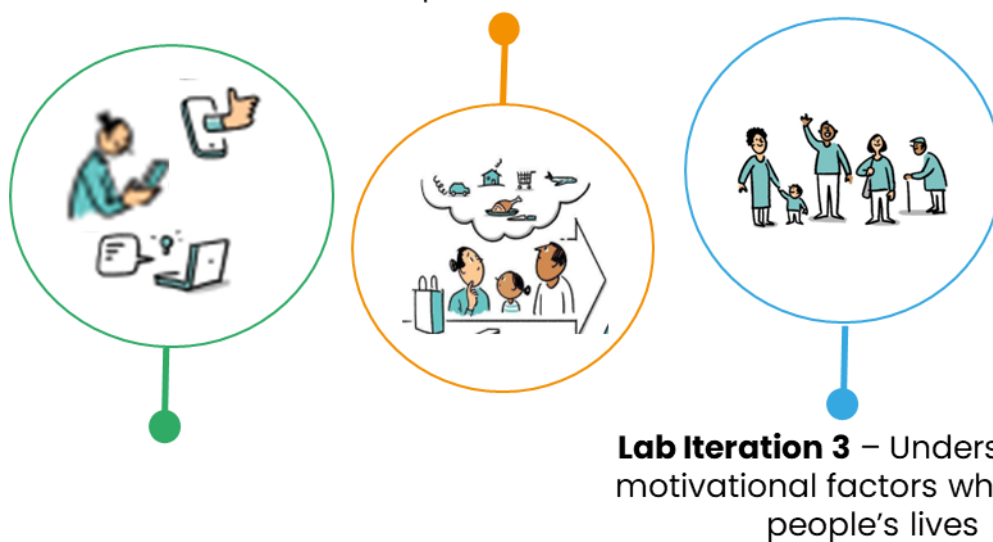 Lab Iteration 3 – Unders
motivational factors wh
people's lives